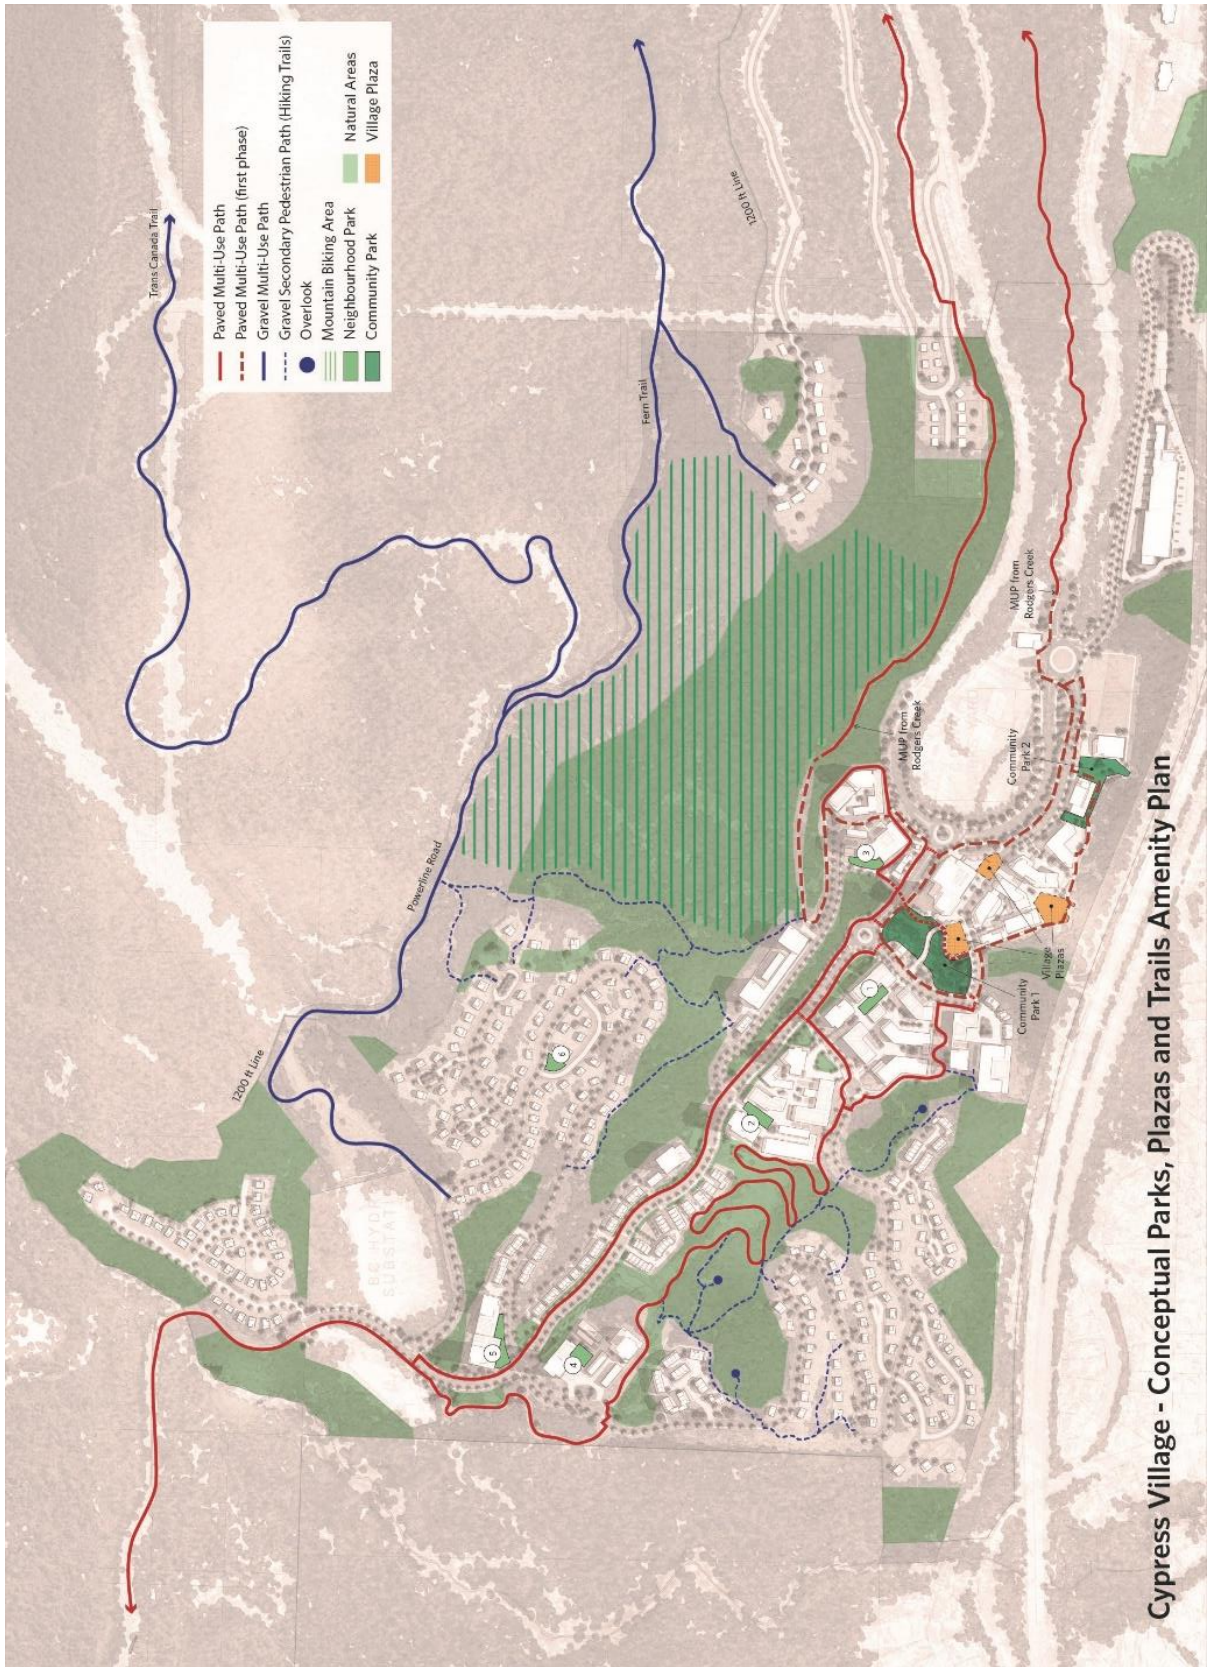 Trans Canada Trail
Paved Multi-Use Path
Paved Multi-Use Path (first phase)
Gravel Multi-Use Path
Gravel Secondary Pedestrian Path (Hiking Trails)
Overlook
Mountain Biking Area
Neighbourhood Park
Community Park
Natural Areas
Village Plaza
1200 ft Line
Fern Trail
Powerline Road
1200 ft Line
MUP from
Rodgers Creek
MUP from
Rodgers Creek
Community
Park 2
Village
Plazas
Community
Park 1
1
2
3
4
5
6
Cypress Village - Conceptual Parks, Plazas and Trails Amenity Plan